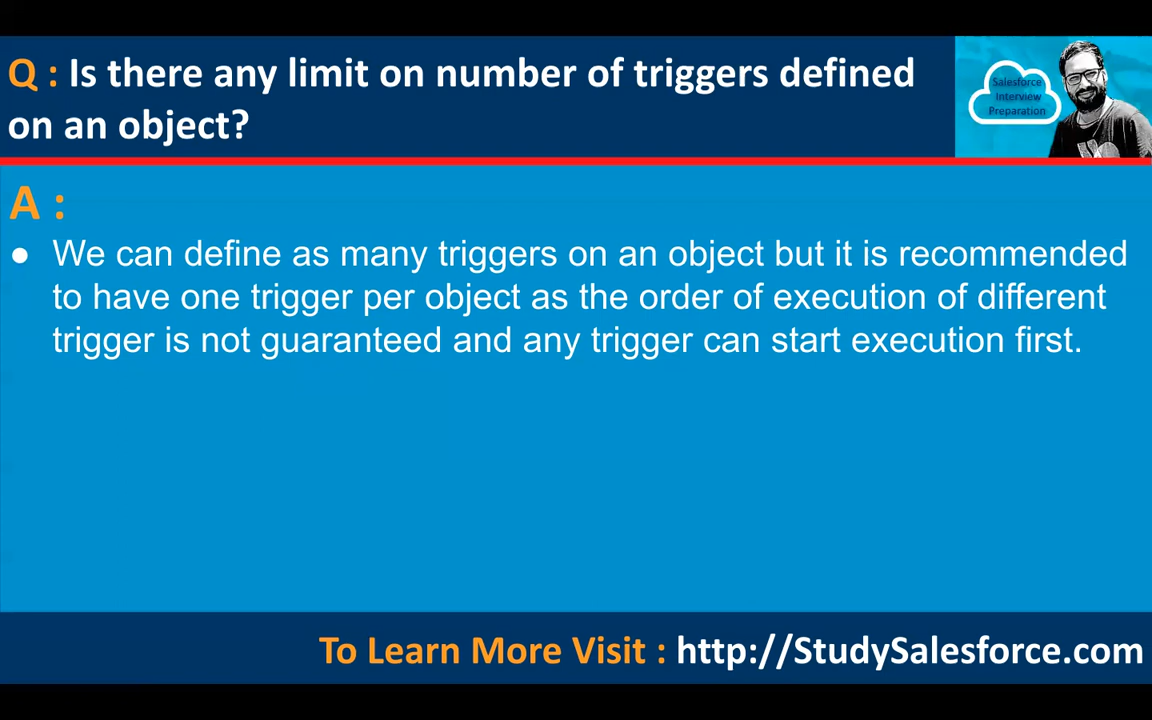 Q : Is there any limit on number of triggers defined
on an object?
Salesforce
Interview
Preparation
A :
● We can define as many triggers on an object but it is recommended
to have one trigger per object as the order of execution of different
trigger is not guaranteed and any trigger can start execution first.
To Learn More Visit : http://StudySalesforce.com